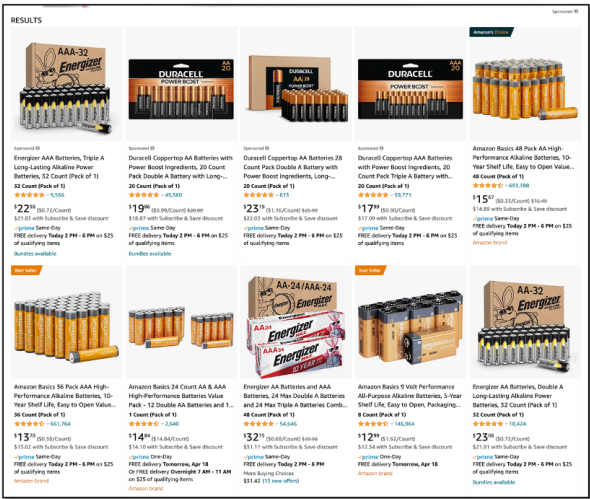 Sponsored
RESULTS
Amazon's Choice
AAA-32
Energizer
DURACELL
AA
20
POWER BOOST
DURACELL
POWER BOOST
AA|28
DURACELL
AAA
20
POWER BOOST
Sponsored
Energizer AAA Batteries, Triple A
Long-Lasting Alkaline Power
Batteries, 32 Count (Pack of 1)
32 Count (Pack of 1)
9,566
$22 ($0.72/Count)
$21.83 with Subscribe & Save discount
prime Same-Day
FREE delivery Today 2 PM - 6 PM on $25
of qualifying items
Bundles available
Sponsored
Duracell Coppertop AA Batteries with
Power Boost Ingredients, 20 Count
Pack Double A Battery with Long-...
20 Count (Pack of 1)
45,560
$19 ($0.99/Count)
$18.87 with Subscribe & Save discount
prime Same-Day
FREE delivery Today 2 PM - 6 PM on $25
of qualifying items
Bundles available
Sponsored
Duracell Coppertop AA Batteries 28
Count Pack Double A Battery with
Power Boost Ingredients, Long-...
20 Count (Pack of 1)
615
$23 ($1.16/Count)
$22.03 with Subscribe & Save discount
prime Same-Day
FREE delivery Today 2 PM - 6 PM on $25
of qualifying items
Sponsored
Duracell Coppertop AAA Batteries
with Power Boost Ingredients, 20
Count Pack Triple A Battery with...
20 Count (Pack of 1)
59,771
$17 ($0.90/Count)
$17.09 with Subscribe & Save discount
prime Same-Day
FREE delivery Today 2 PM - 6 PM on $25
of qualifying items
Amazon Basics 48 Pack AA High-
Performance Alkaline Batteries, 10-
Year Shelf Life, Easy to Open Value...
48 Count (Pack of 1)
693,388
$15 ($0.33/Count) $16.49
$14.89 with Subscribe & Save discount
prime Same-Day
FREE delivery Today 2 PM - 6 PM on $25
of qualifying items
Amazon brand
Best Seller
AA-24/AAA-24
Energizer
MAX
AA24
Energizer
MAX
AAA24
Energizer
MAX
10 YEAR
Best Seller
AA-32
Energizer
Amazon Basics 36 Pack AAA High-
Performance Alkaline Batteries, 10-
Year Shelf Life, Easy to Open Value...
36 Count (Pack of 1)
661,764
$13 ($0.38/Count)
$13.02 with Subscribe & Save discount
prime Same-Day
FREE delivery Today 2 PM - 6 PM on $25
of qualifying items
Amazon brand
Amazon Basics 24 Count AA & AAA
High-Performance Batteries Value
Pack - 12 Double AA Batteries and 1...
1 Count (Pack of 1)
2,640
$14 ($14.84/Count)
$14.10 with Subscribe & Save discount
prime One-Day
FREE delivery Tomorrow, Apr 18
Or FREE delivery Overnight 7 AM - 11 AM
on $25 of qualifying items
Amazon brand
Energizer AA Batteries and AAA
Batteries, 24 Max Double A Batteries
and 24 Max Triple A Batteries Comb...
48 Count (Pack of 1)
54,646
$32 ($0.68/Count)
$31.11 with Subscribe & Save discount
prime Same-Day
FREE delivery Today 2 PM - 6 PM
More Buying Choices
$31.42 (13 new offers)
Amazon Basics 9 Volt Performance
All-Purpose Alkaline Batteries, 5-Year
Shelf Life, Easy to Open, Packaging...
8 Count (Pack of 1)
146,964
$12 ($1.62/Count)
$12.34 with Subscribe & Save discount
prime One-Day
FREE delivery Tomorrow, Apr 18
Amazon brand
Energizer AA Batteries, Double A
Long-Lasting Alkaline Power
Batteries, 32 Count (Pack of 1)
32 Count (Pack of 1)
18,424
$23 ($0.72/Count)
$21.91 with Subscribe & Save discount
prime Same-Day
FREE delivery Today 2 PM - 6 PM on $25
of qualifying items
Bundles available